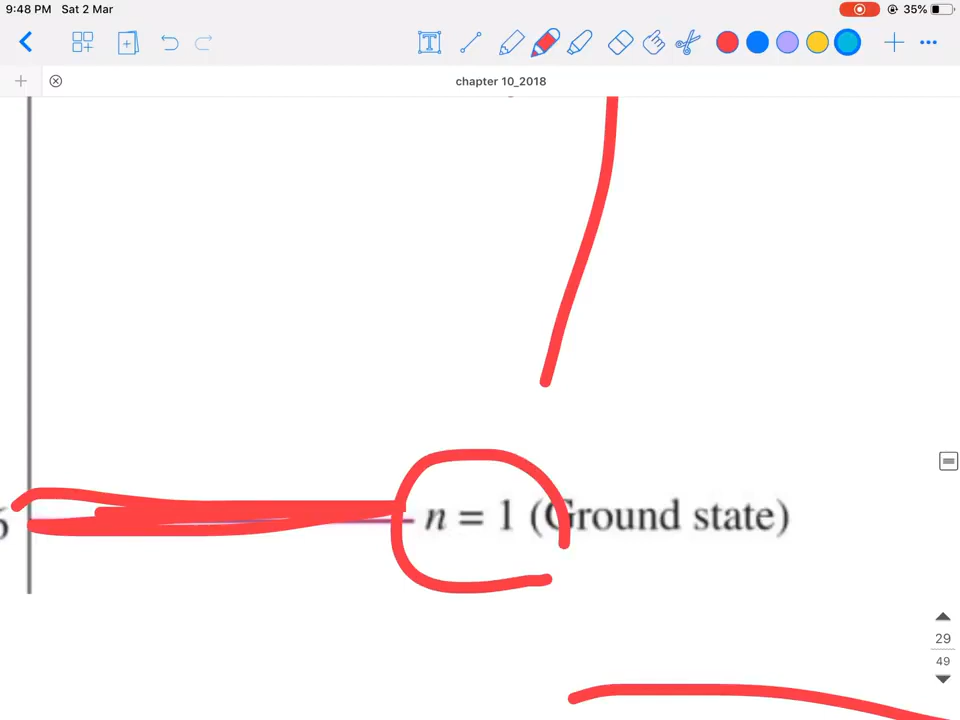 9:48 PM Sat 2 Mar
35%
T
chapter 10_2018
n = 1 (Ground state)
29
49